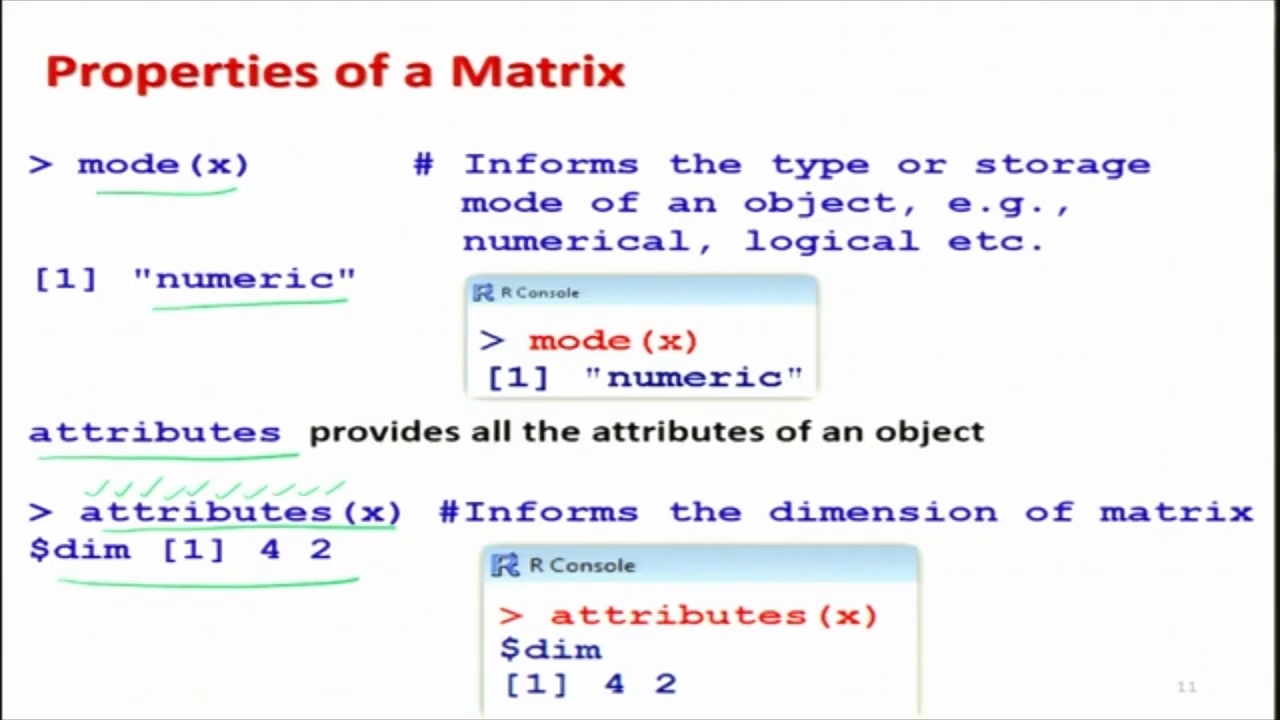 Properties of a Matrix
> mode(x) # Informs the type or storage
mode of an object, e.g.,
numerical, logical etc.
[1] "numeric"
R Console
> mode(x)
[1] "numeric"
attributes provides all the attributes of an object
> attributes(x) #Informs the dimension of matrix
$dim [1] 4 2
R Console
> attributes(x)
$dim
[1] 4 2
11